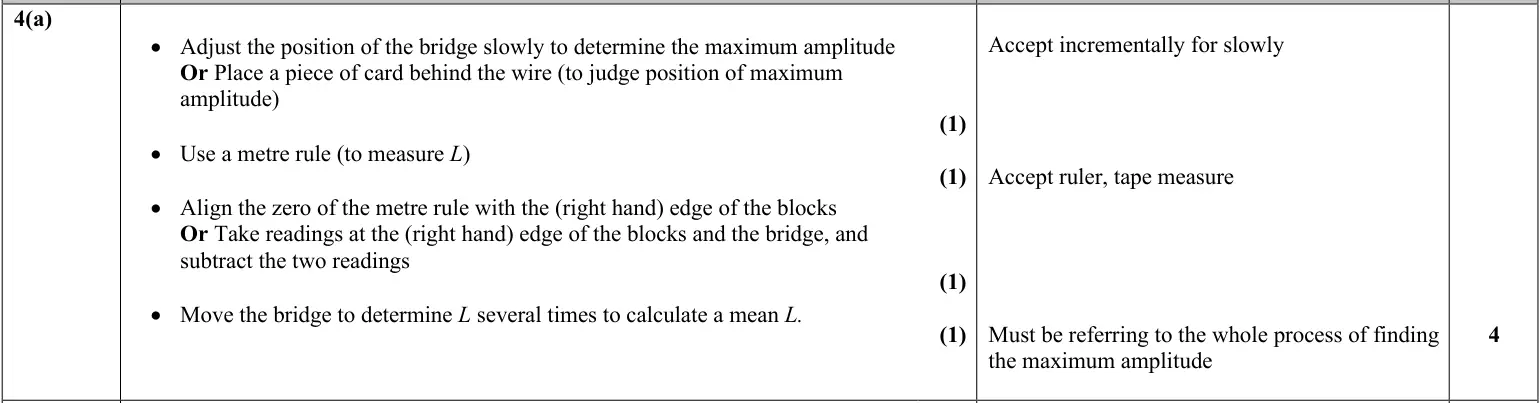 4(a)
• Adjust the position of the bridge slowly to determine the maximum amplitude
Or Place a piece of card behind the wire (to judge position of maximum
amplitude)
(1)
Accept incrementally for slowly
• Use a metre rule (to measure L)
(1)
Accept ruler, tape measure
• Align the zero of the metre rule with the (right hand) edge of the blocks
Or Take readings at the (right hand) edge of the blocks and the bridge, and
subtract the two readings
(1)
• Move the bridge to determine L several times to calculate a mean L.
(1)
Must be referring to the whole process of finding
the maximum amplitude
4